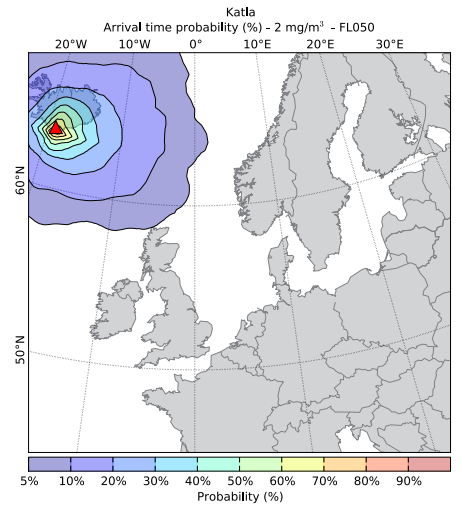 Katla
Arrival time probability (%) - 2 mg/m³ - FL050
20°W 10°W 0° 10°E 20°E 30°E
60°N
50°N
5% 10% 20% 30% 40% 50% 60% 70% 80% 90%
Probability (%)